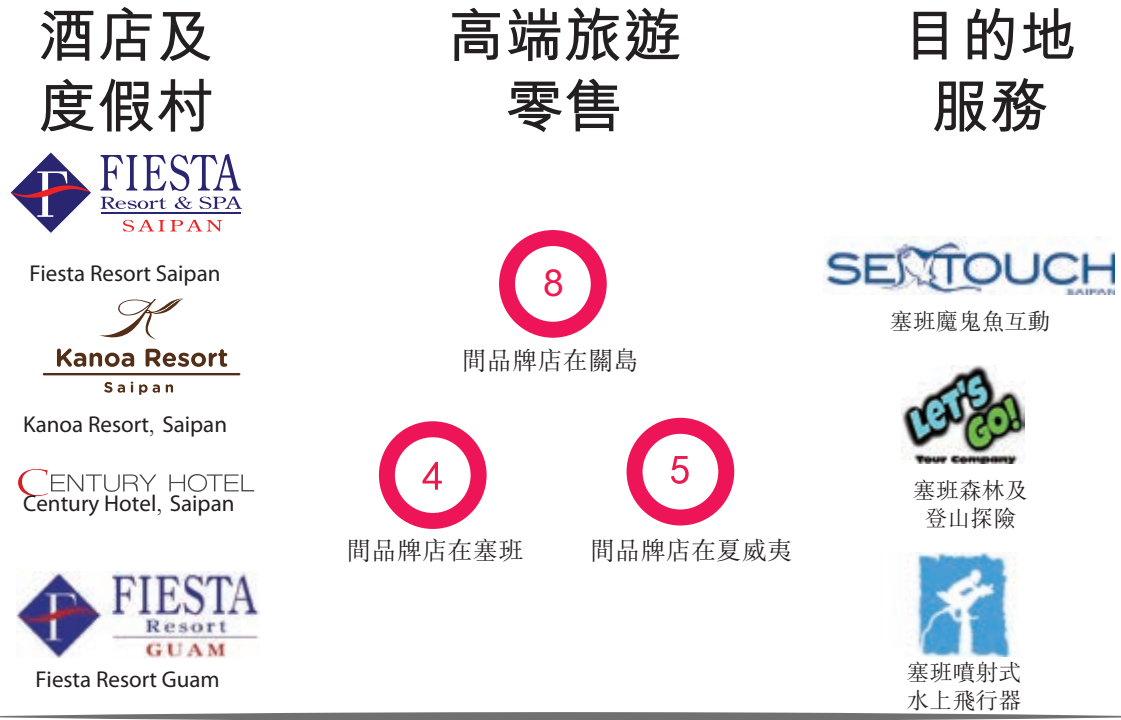 酒店及
度假村
FIESTA
Resort & SPA
SAIPAN
Fiesta Resort Saipan
K
Kanoa Resort
Saipan
Kanoa Resort, Saipan
CENTURY HOTEL
Century Hotel, Saipan
F
FIESTA
Resort
GUAM
Fiesta Resort Guam
高端旅遊
零售
8
間品牌店在關島
4
間品牌店在塞班
5
間品牌店在夏威夷
目的地
服務
SEATOUCH
SAIPAN
塞班魔鬼魚互動
LET'S
GO!
Tour Company
塞班森林及
登山探險
塞班噴射式
水上飛行器